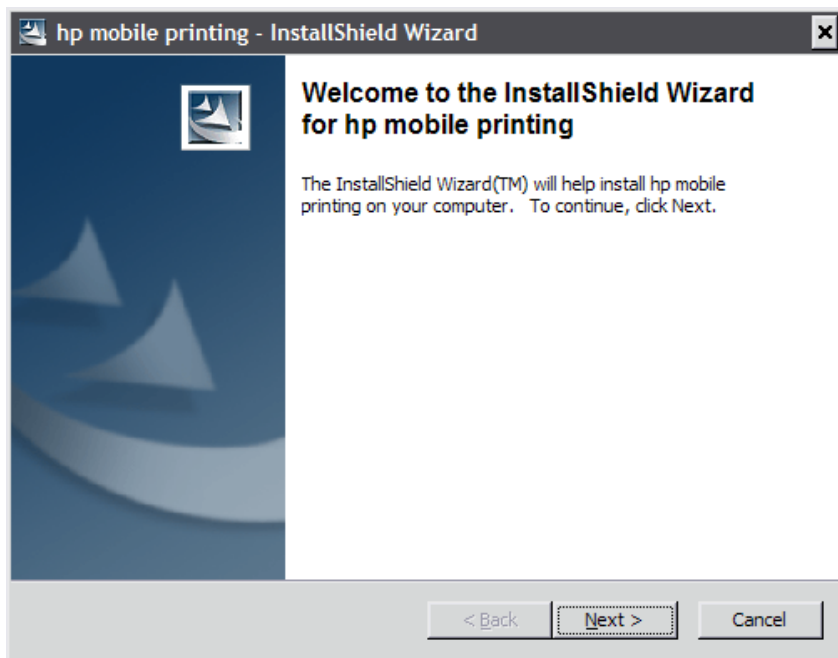 hp mobile printing - InstallShield Wizard
Welcome to the InstallShield Wizard
for hp mobile printing
The InstallShield Wizard(TM) will help install hp mobile
printing on your computer.   To continue, click Next.
< Back   Next >   Cancel